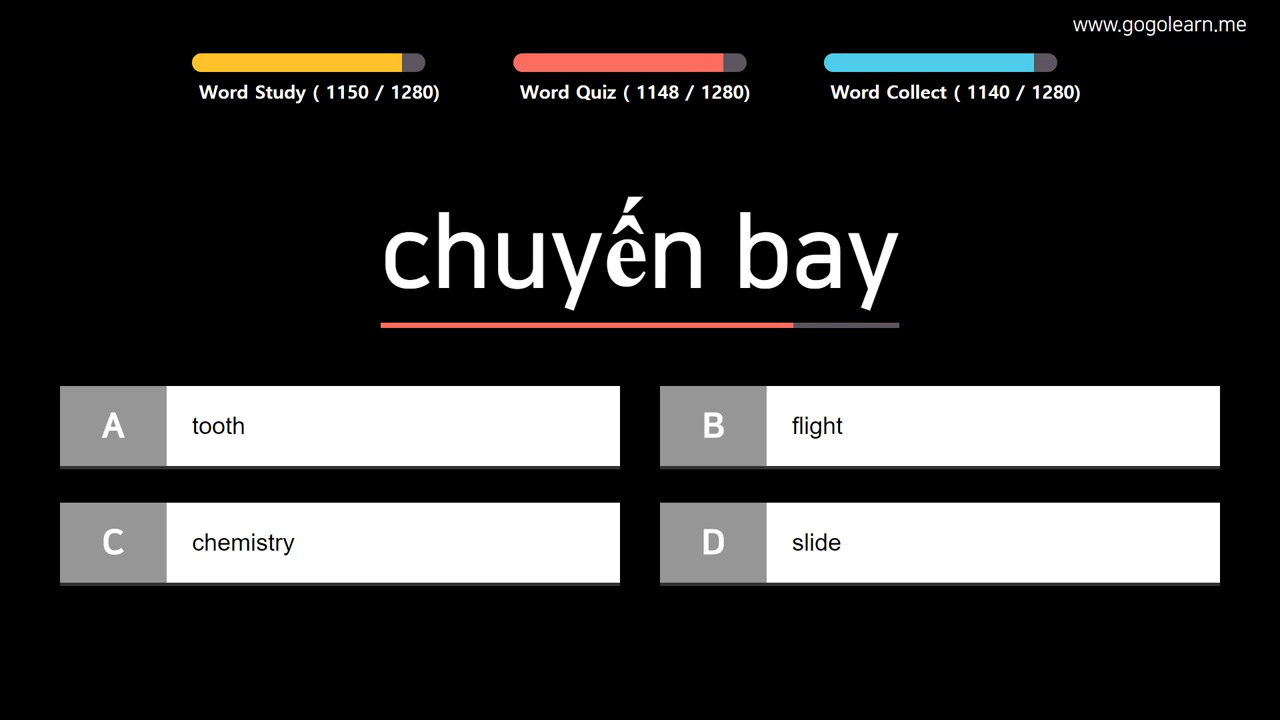 www.gogolearn.me
Word Study ( 1150 / 1280)
Word Quiz ( 1148 / 1280)
Word Collect ( 1140 / 1280)
chuyến bay
A tooth
B flight
C chemistry
D slide